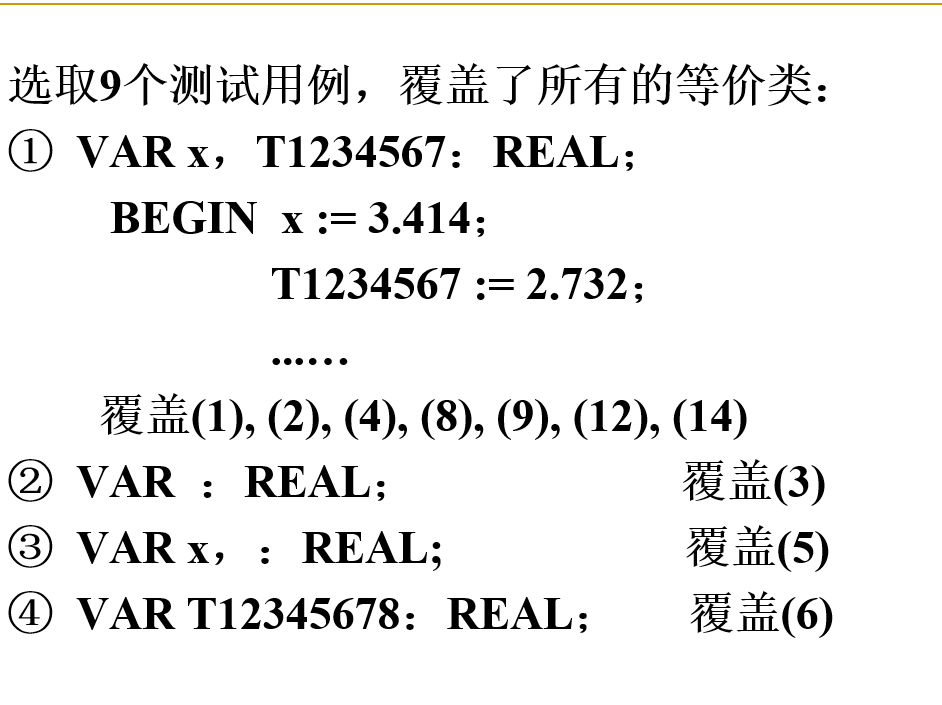 选取9个测试用例，覆盖了所有的等价类：
① VAR x，T1234567：REAL；
BEGIN x := 3.414；
T1234567 := 2.732；
...…
覆盖(1), (2), (4), (8), (9), (12), (14)
② VAR ：REAL； 覆盖(3)
③ VAR x，：REAL; 覆盖(5)
④ VAR T12345678：REAL； 覆盖(6)